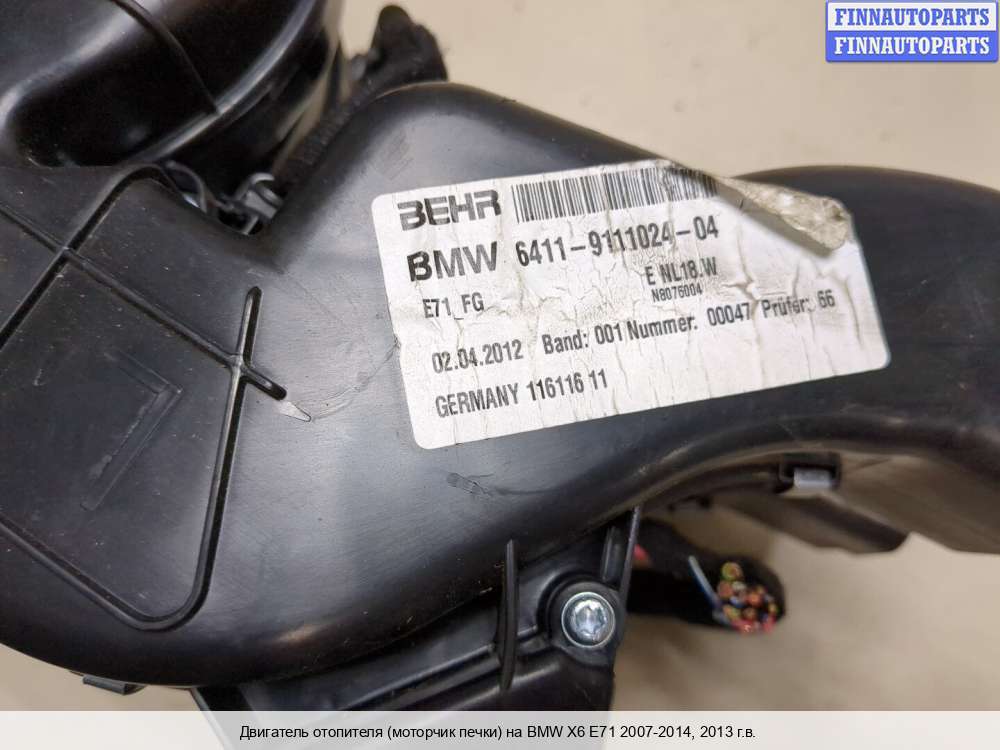 FINNAUTOPARTS
FINNAUTOPARTS
BEHR
BMW 6411-9111024-04
E71_FG E NL18.W
N8076004
02.04.2012 Band: 001 Nummer: 00047 Prüfer: 66
GERMANY 116116 11
Двигатель отопителя (моторчик печки) на BMW X6 E71 2007-2014, 2013 г.в.